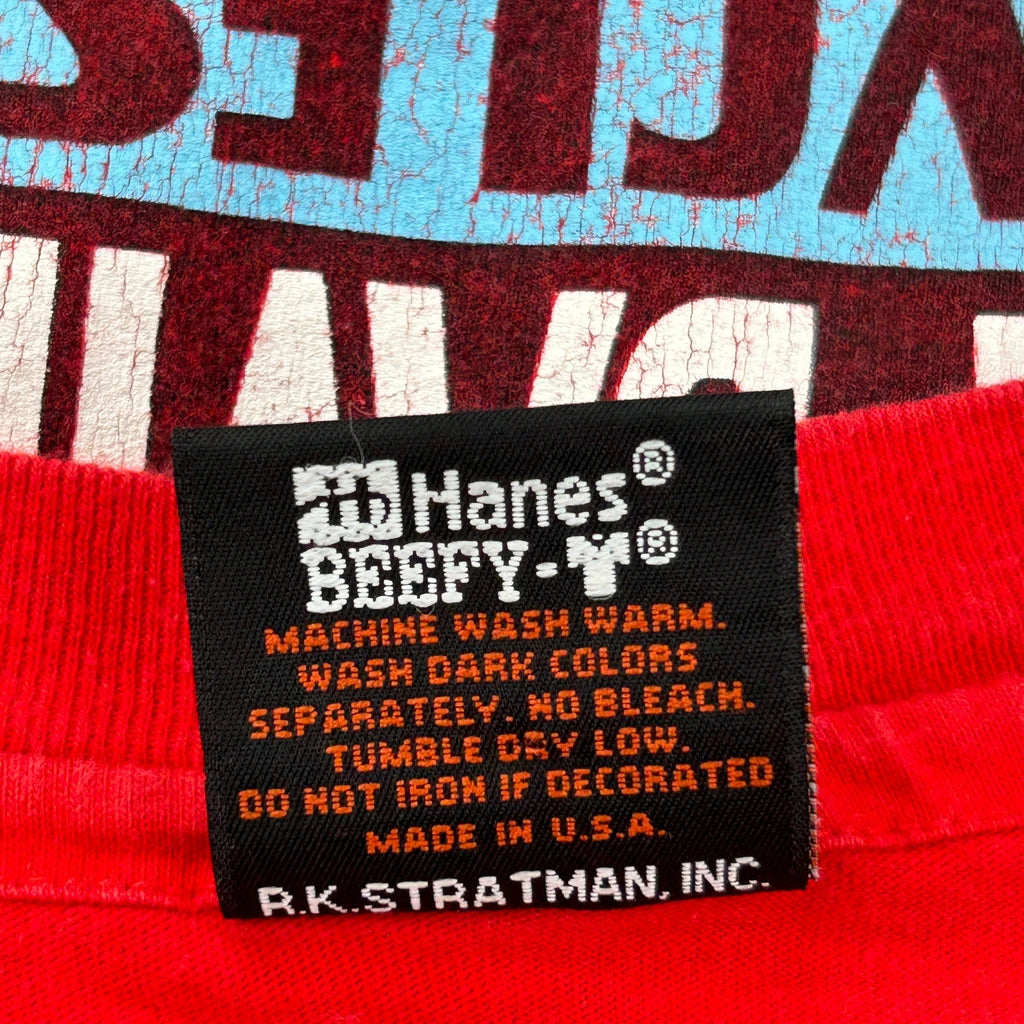 Hanes®
BEEFY-T®
MACHINE WASH WARM.
WASH DARK COLORS
SEPARATELY. NO BLEACH.
TUMBLE DRY LOW.
DO NOT IRON IF DECORATED
MADE IN U.S.A.
R.K.STRATMAN, INC.